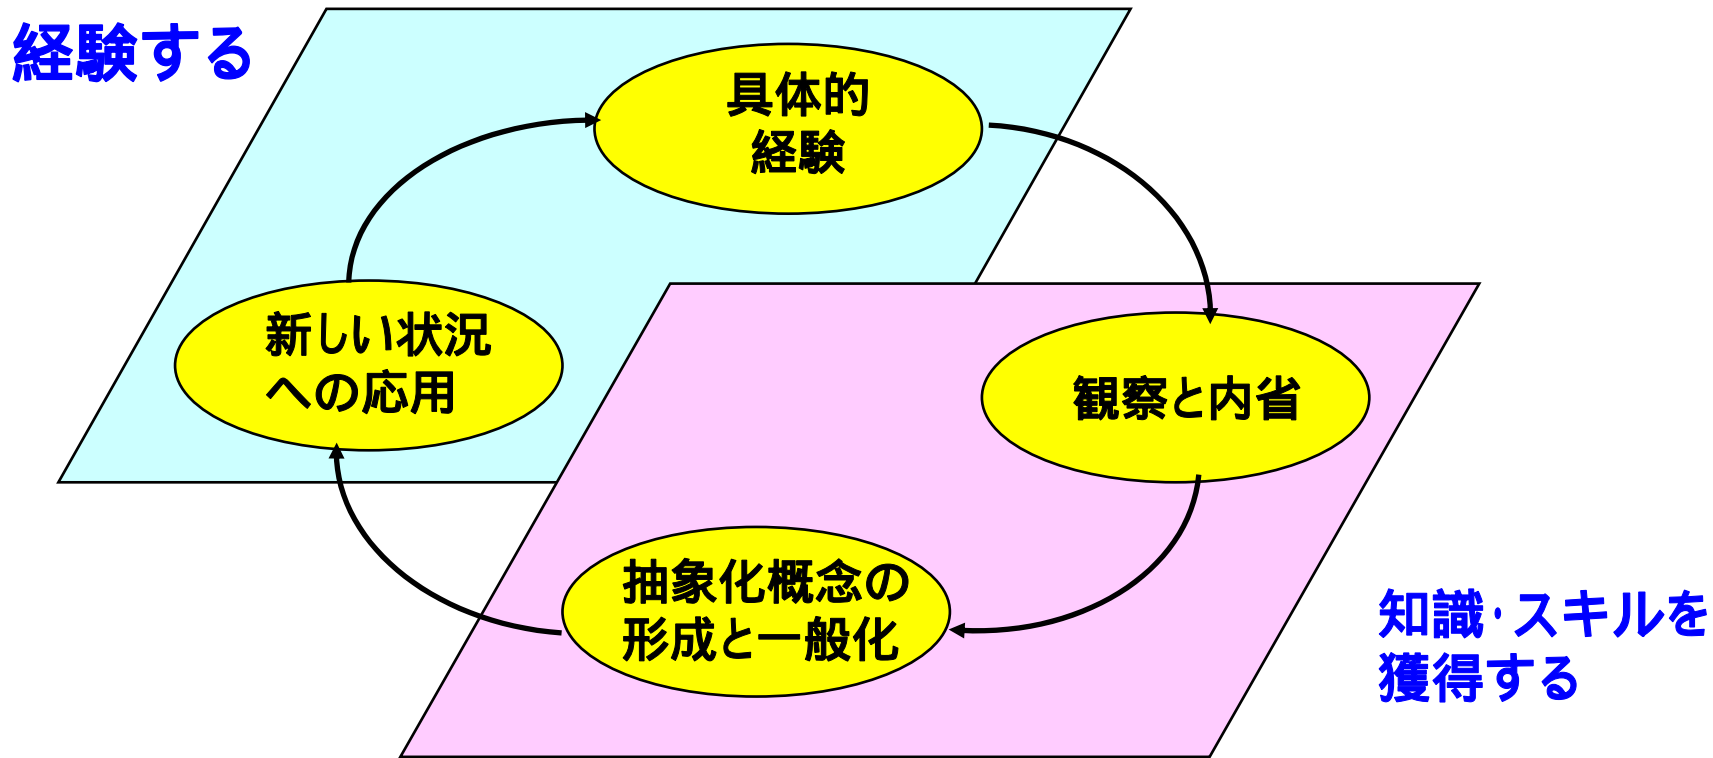 経験する
具体的
経験
新しい状況
への応用
観察と内省
抽象化概念の
形成と一般化
知識・スキルを
獲得する